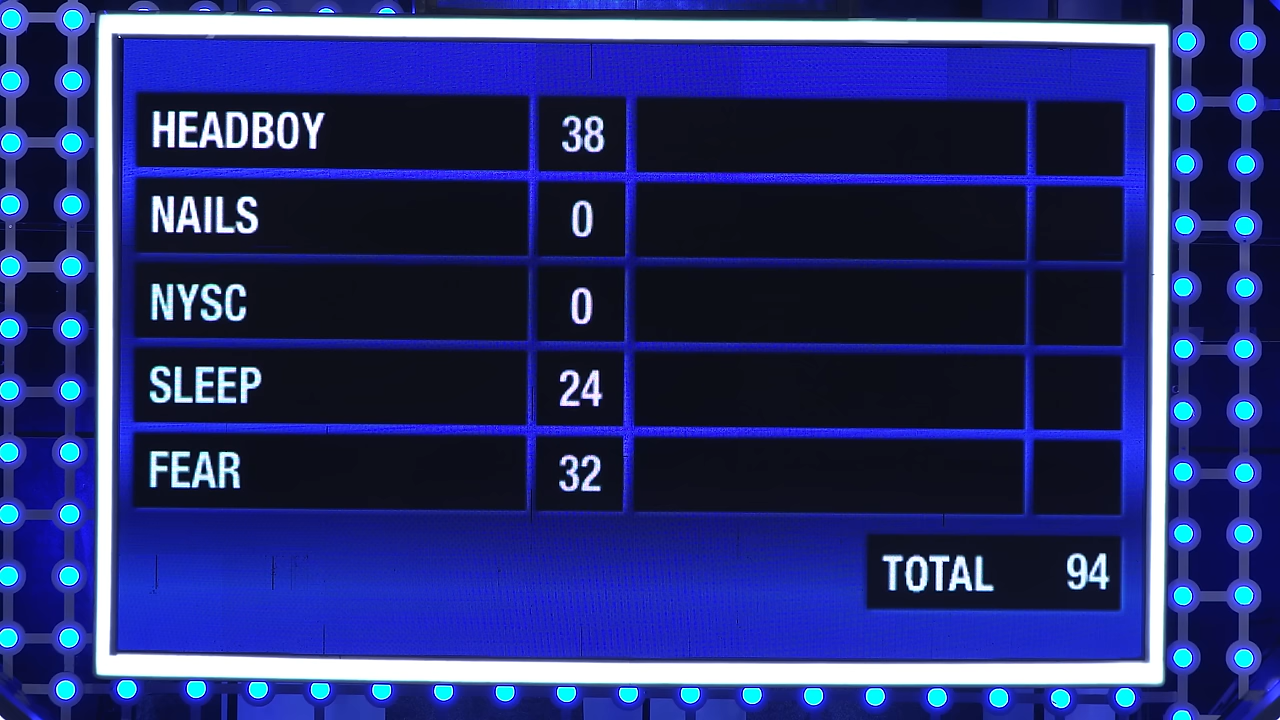 HEADBOY 38
NAILS 0
NYSC 0
SLEEP 24
FEAR 32
TOTAL 94